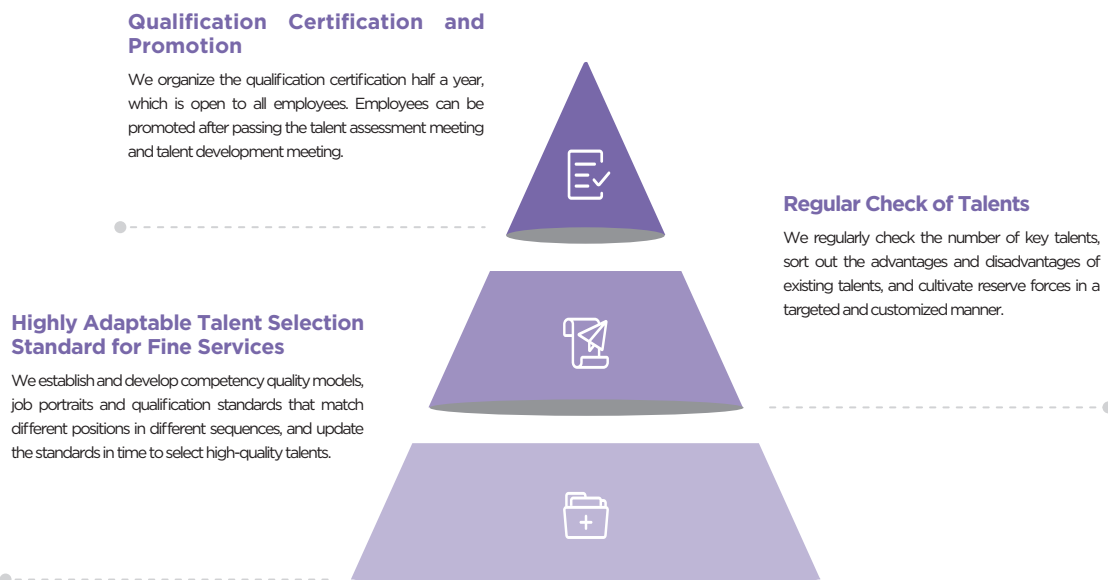 Qualification Certification and
Promotion
We organize the qualification certification half a year,
which is open to all employees. Employees can be
promoted after passing the talent assessment meeting
and talent development meeting.
Regular Check of Talents
We regularly check the number of key talents,
sort out the advantages and disadvantages of
existing talents, and cultivate reserve forces in a
targeted and customized manner.
Highly Adaptable Talent Selection
Standard for Fine Services
We establish and develop competency quality models,
job portraits and qualification standards that match
different positions in different sequences, and update
the standards in time to select high-quality talents.